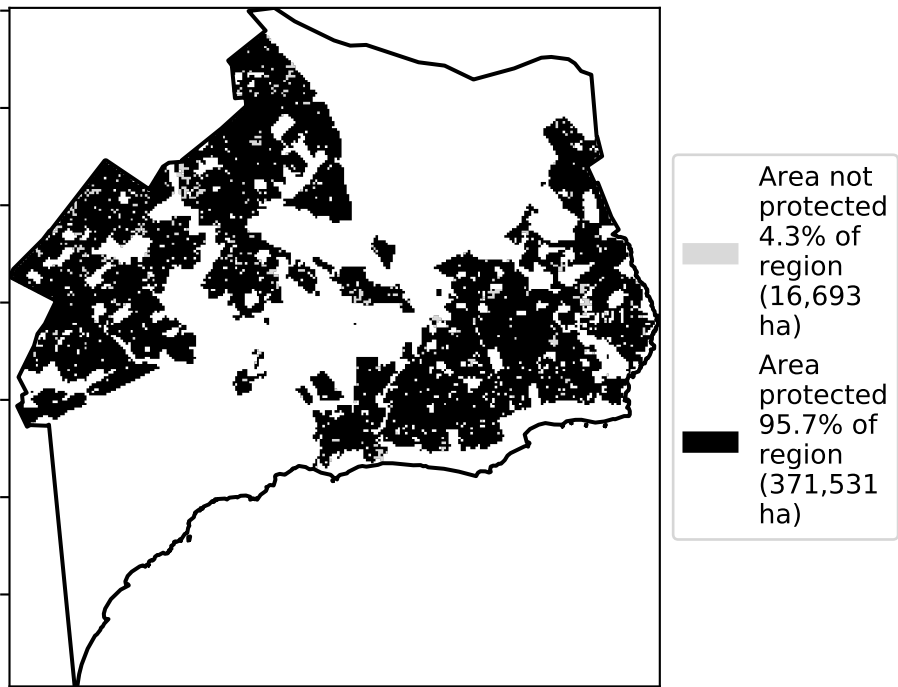 Area not
protected
4.3% of
region
(16,693
ha)
Area
protected
95.7% of
region
(371,531
ha)